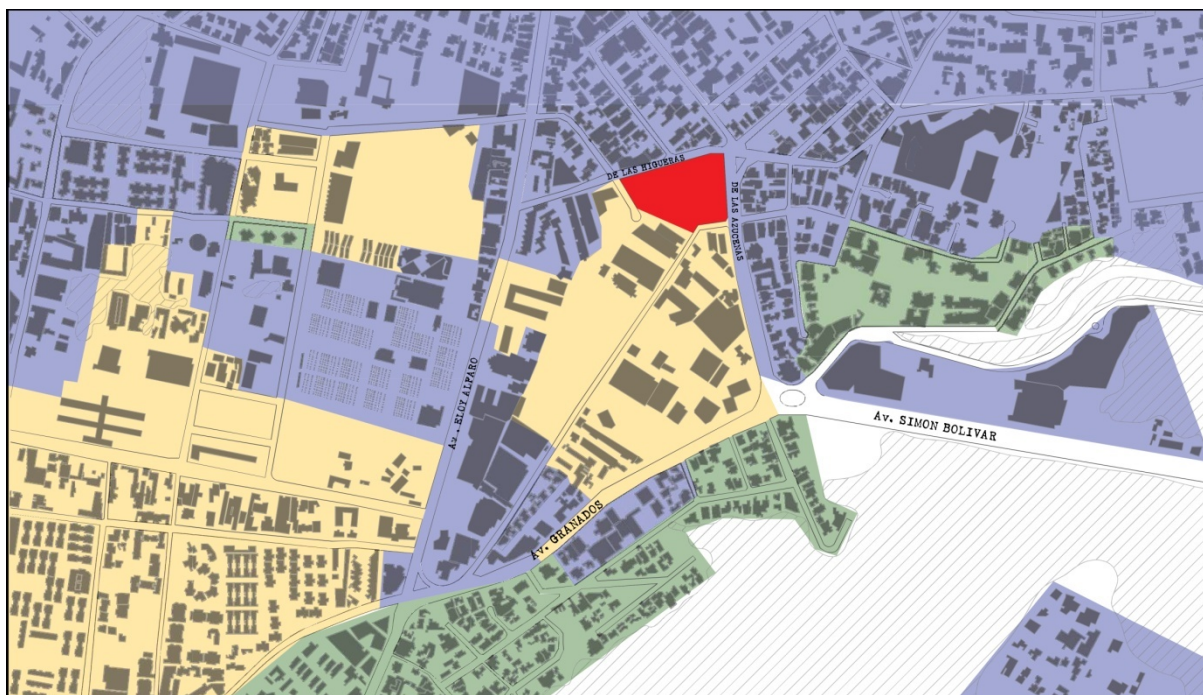 DE LAS HIGUERAS
DE LAS AZUCENAS
Av. ELOY ALFARO
Av. SIMON BOLIVAR
Av. GRANADOS